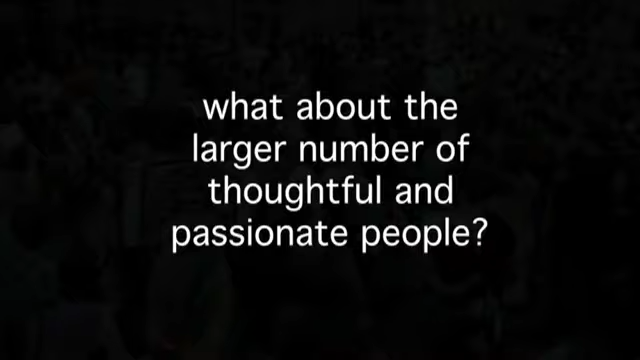 what about the
larger number of
thoughtful and
passionate people?